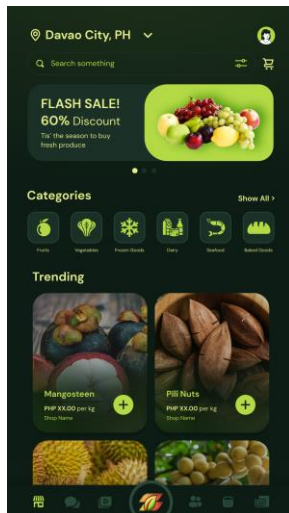 Davao City, PH
Search something
FLASH SALE!
60% Discount
Tis' the season to buy
fresh produce
Categories
Show All >
Fruits
Vegetables
Frozen Goods
Dairy
Seafood
Baked Goods
Trending
Mangosteen
PHP XX.00 per kg
Shop Name
Pili Nuts
PHP XX.00 per kg
Shop Name